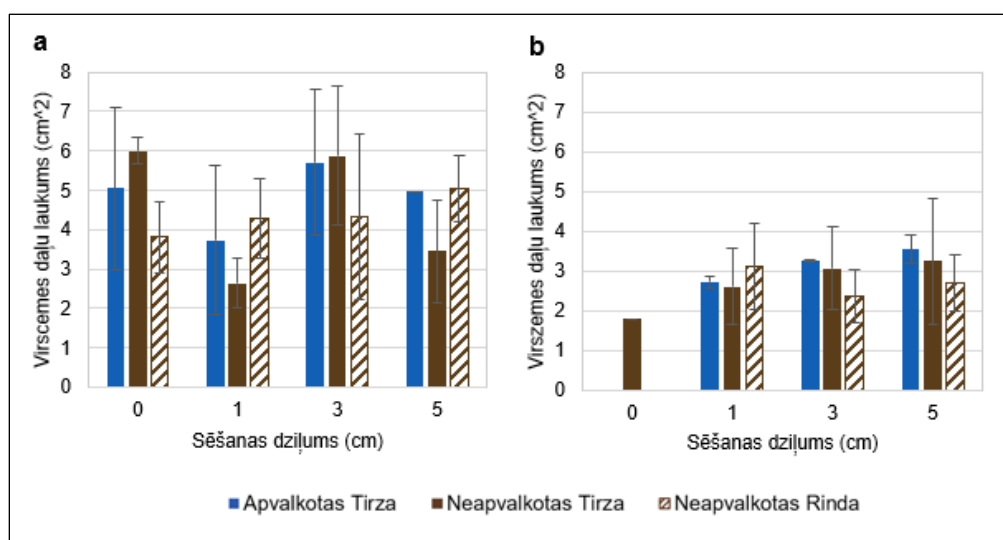 a
8
7
6
5
4
3
2
1
0
Virscemes daļu laukums (cm^2)
0 1 3 5
Sēšanas dziļums (cm)
b
8
7
6
5
4
3
2
1
0
Virszemes daļu laukums (cm^2)
0 1 3 5
Sēšanas dziļums (cm)
Apvalkotas Tirza Neapvalkotas Tirza Neapvalkotas Rinda